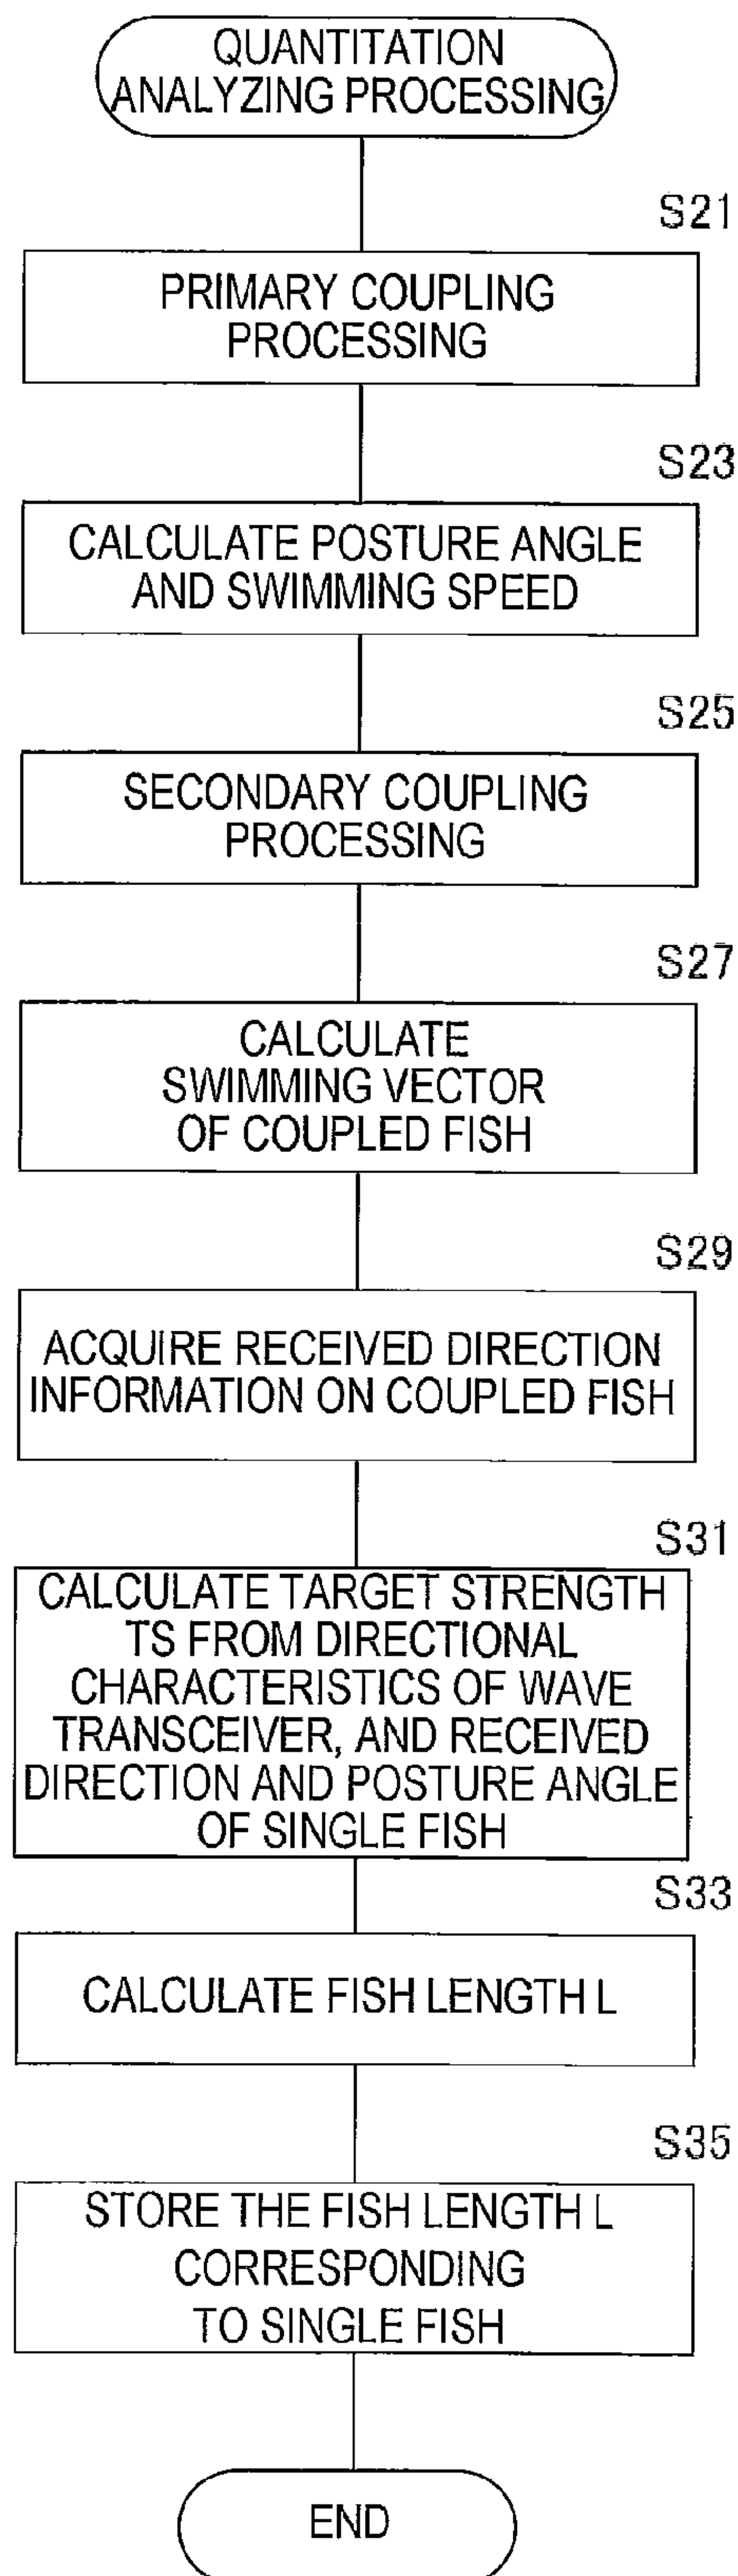 QUANTITATION
ANALYZING PROCESSING
S21
PRIMARY COUPLING
PROCESSING
S23
CALCULATE POSTURE ANGLE
AND SWIMMING SPEED
S25
SECONDARY COUPLING
PROCESSING
S27
CALCULATE
SWIMMING VECTOR
OF COUPLED FISH
S29
ACQUIRE RECEIVED DIRECTION
INFORMATION ON COUPLED FISH
S31
CALCULATE TARGET STRENGTH
TS FROM DIRECTIONAL
CHARACTERISTICS OF WAVE
TRANSCEIVER, AND RECEIVED
DIRECTION AND POSTURE ANGLE
OF SINGLE FISH
S33
CALCULATE FISH LENGTH L
S35
STORE THE FISH LENGTH L
CORRESPONDING
TO SINGLE FISH
END